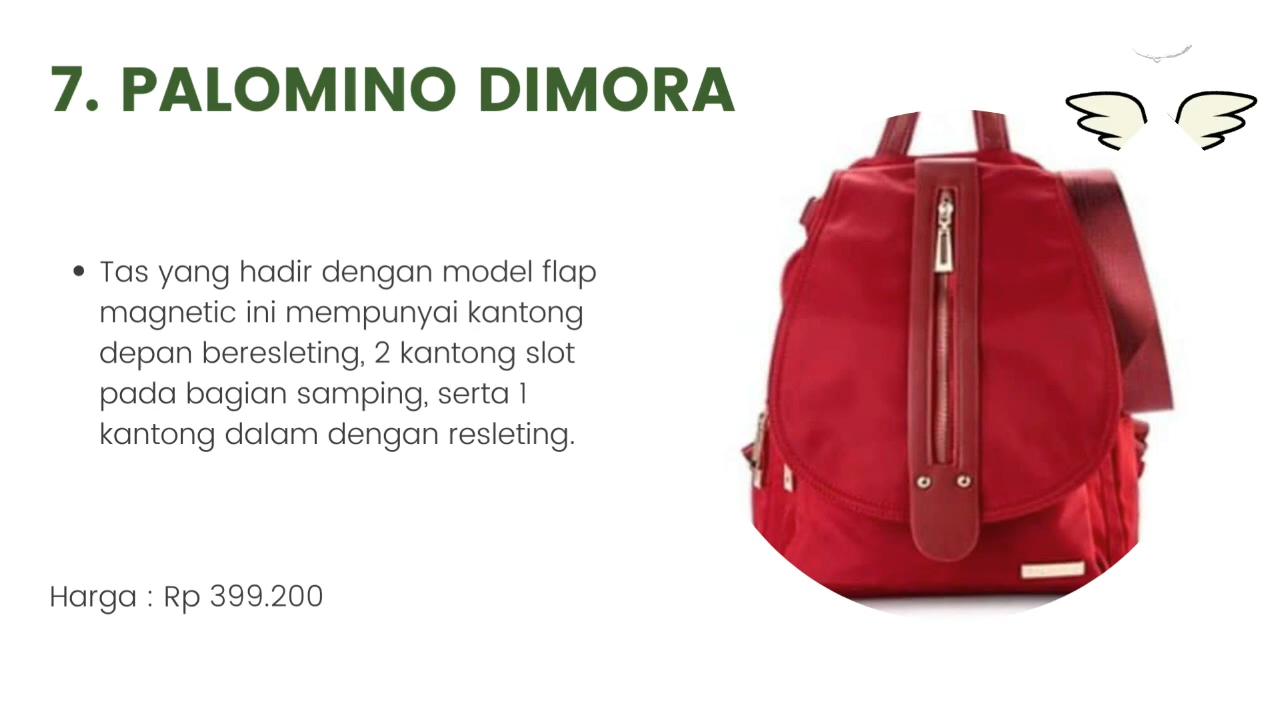 7. PALOMINO DIMORA
• Tas yang hadir dengan model flap
magnetic ini mempunyai kantong
depan beresleting, 2 kantong slot
pada bagian samping, serta 1
kantong dalam dengan resleting.
Harga : Rp 399.200